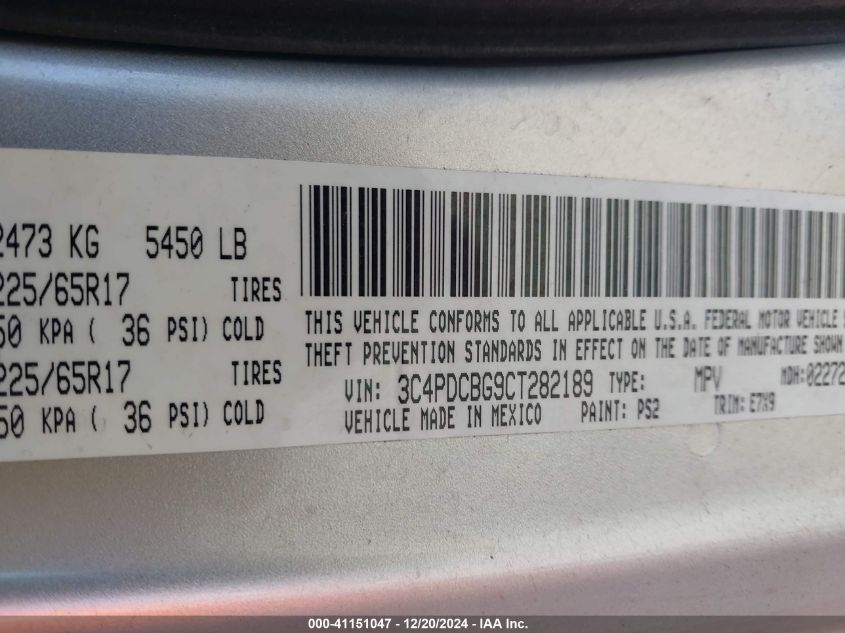 2473 KG 5450 LB
225/65R17 TIRES
50 KPA ( 36 PSI) COLD
225/65R17 TIRES
50 KPA ( 36 PSI) COLD
THIS VEHICLE CONFORMS TO ALL APPLICABLE U.S.A. FEDERAL MOTOR VEHICLE S
THEFT PREVENTION STANDARDS IN EFFECT ON THE DATE OF MANUFACTURE SHOWN
VIN: 3C4PDCBG9CT282189 TYPE: MPV MDH: 02272
VEHICLE MADE IN MEXICO PAINT: PS2 TRIM: E7X9
000-41151047 - 12/20/2024 - IAA Inc.